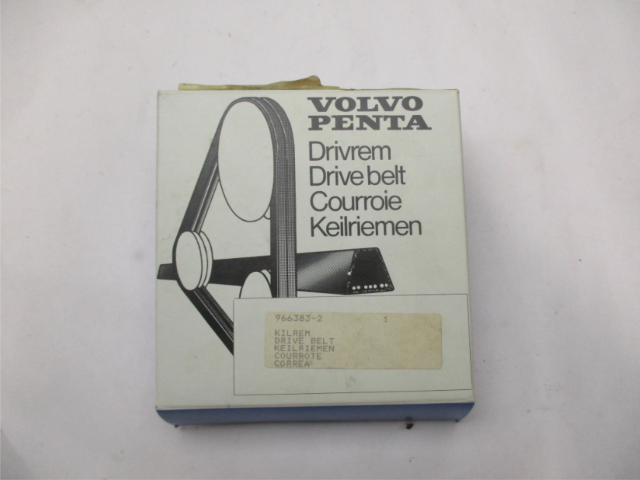 VOLVO
PENTA
Drivrem
Drive belt
Courroie
Keilriemen
966383-2 1
KILREM
DRIVE BELT
KEILRIEMEN
COURROIE
CORREA